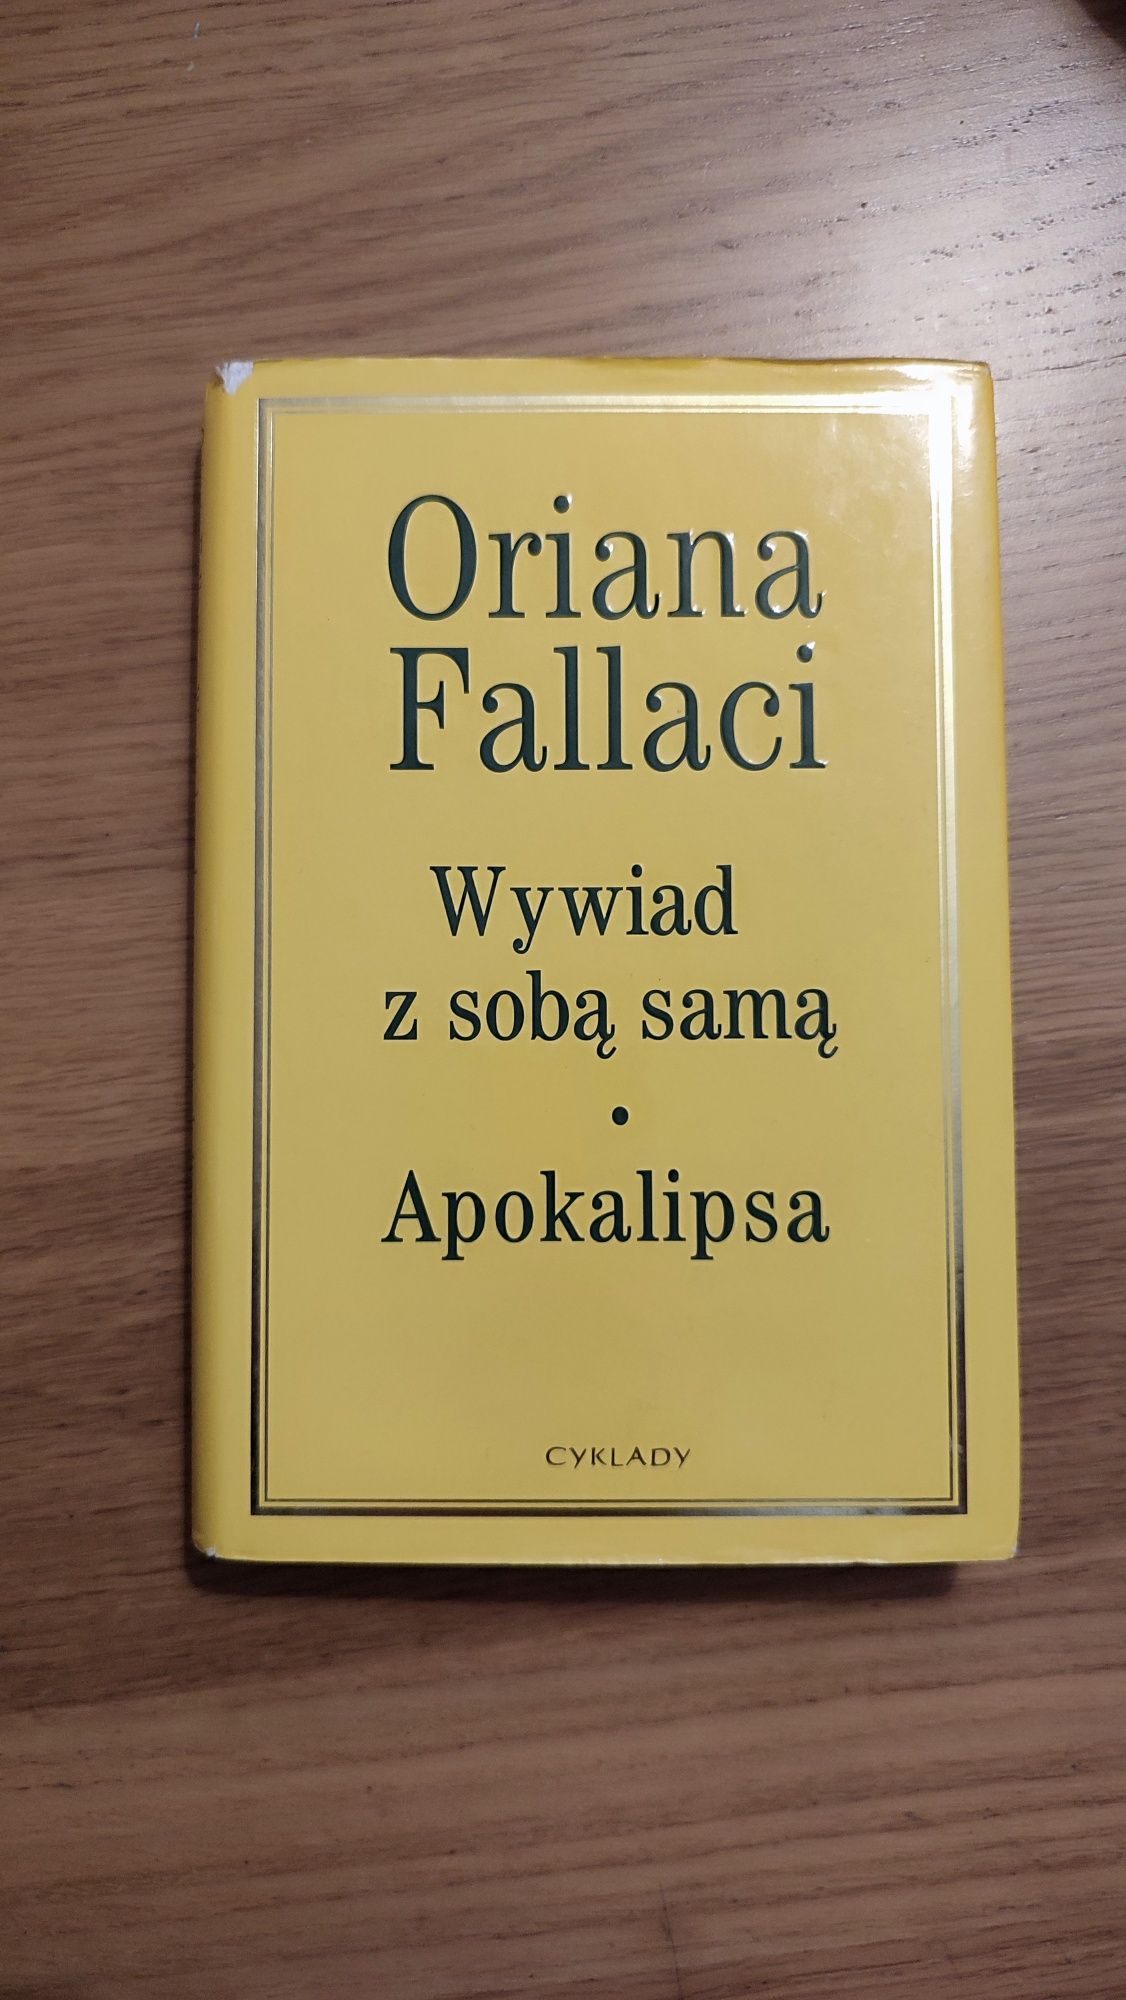 Oriana
Fallaci
Wywiad
z sobą samą
•
Apokalipsa
CYKLADY